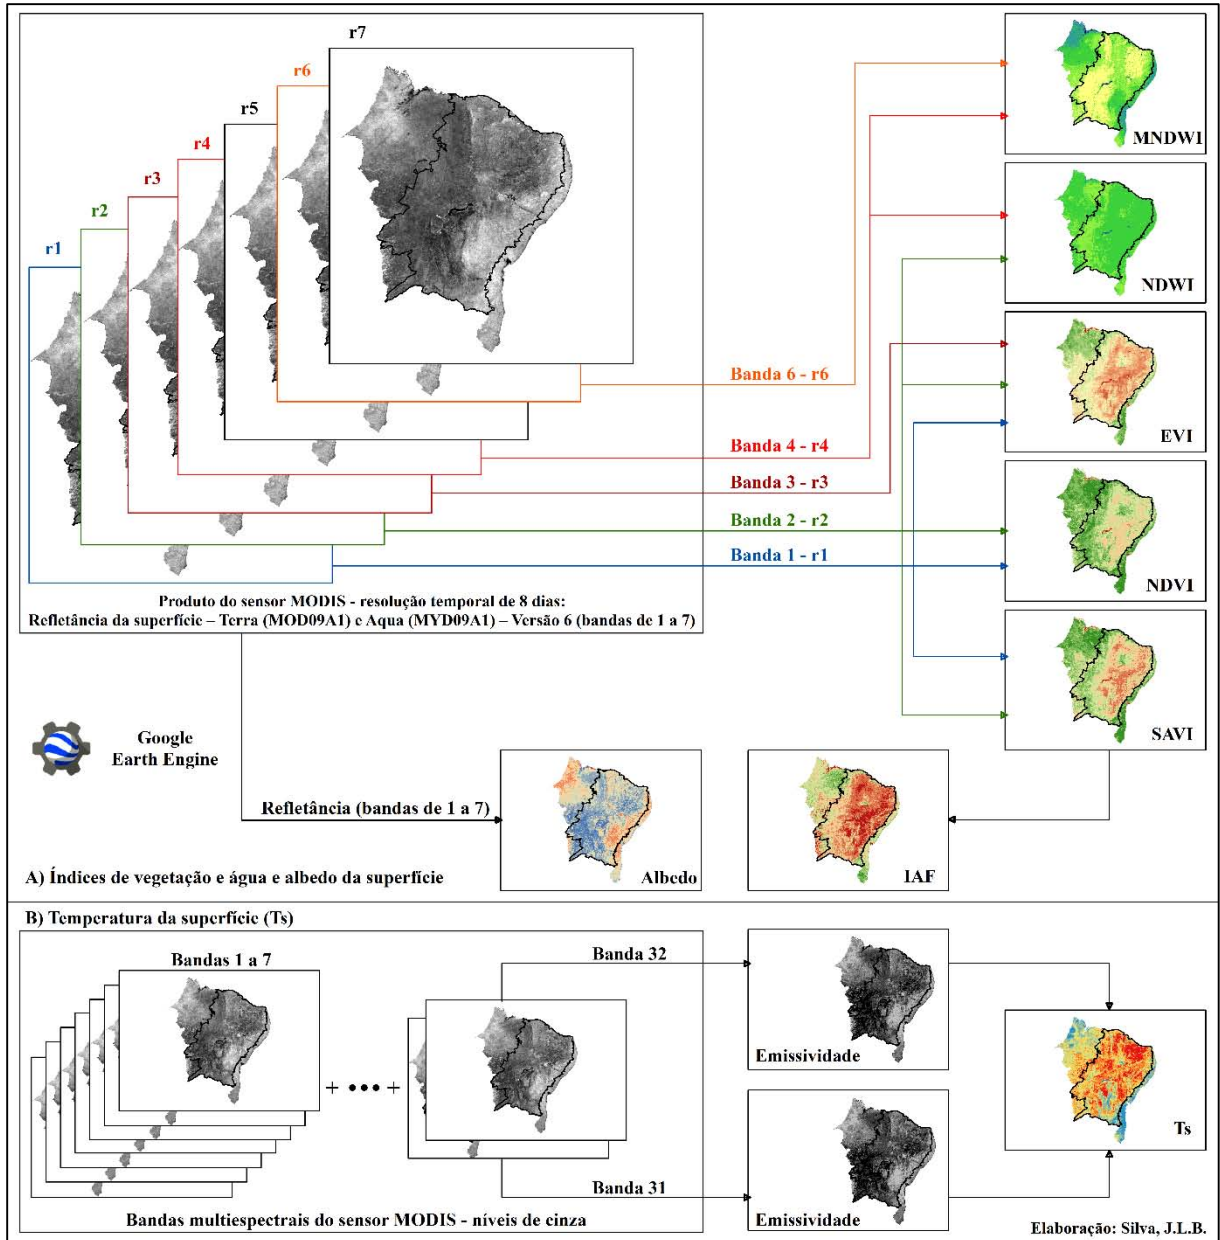 r7
r6
r5
r4
r3
r2
r1
MNDWI
NDWI
Banda 6 - r6
EVI
Banda 4 - r4
Banda 3 - r3
Banda 2 - r2
Banda 1 - r1
NDVI
Produto do sensor MODIS - resolução temporal de 8 dias:
Refletância da superfície – Terra (MOD09A1) e Aqua (MYD09A1) – Versão 6 (bandas de 1 a 7)
SAVI
Google
Earth Engine
Refletância (bandas de 1 a 7)
Albedo
IAF
A) Índices de vegetação e água e albedo da superfície
B) Temperatura da superfície (Ts)
Bandas 1 a 7
Banda 32
+ ••• +
Emissividade
Ts
Banda 31
Emissividade
Bandas multiespectrais do sensor MODIS - níveis de cinza
Elaboração: Silva, J.L.B.